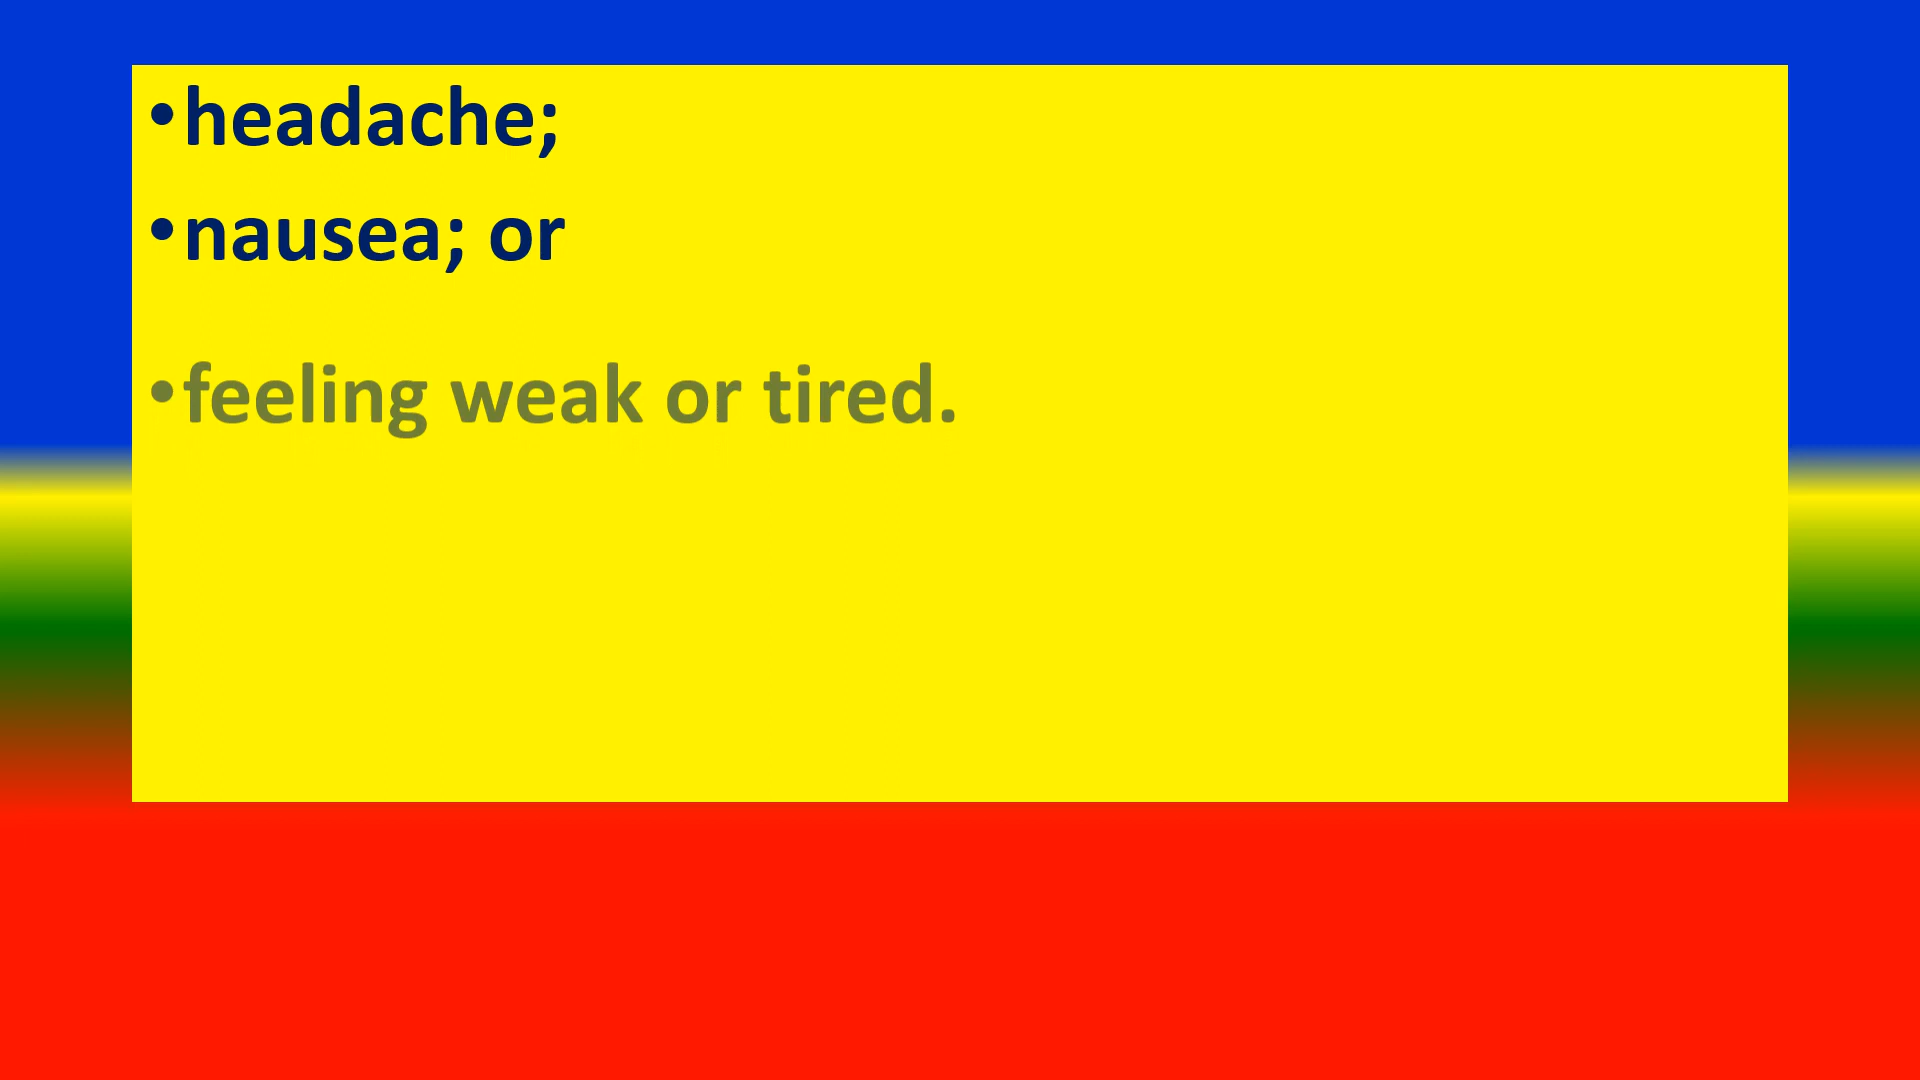 •headache;
•nausea; or
•feeling weak or tired.